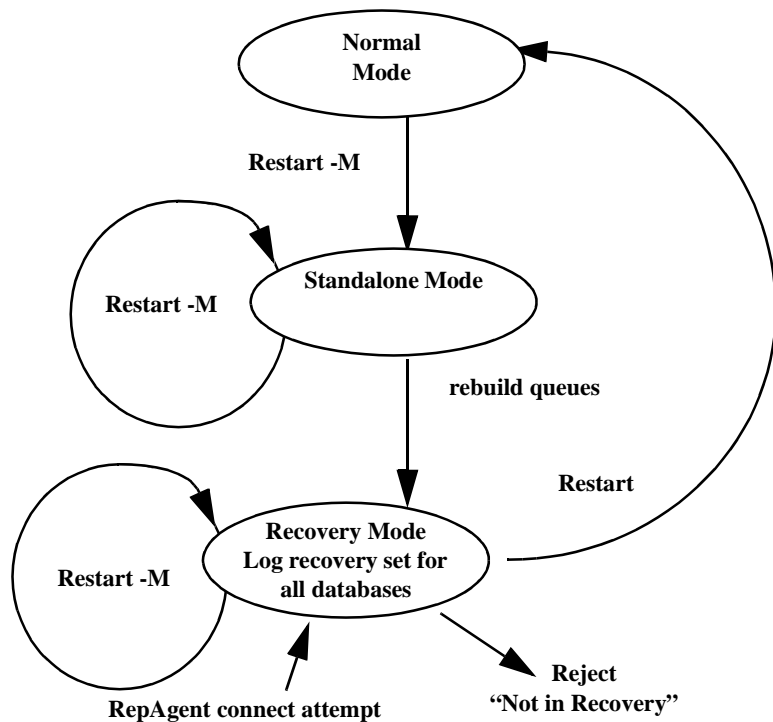 Normal
Mode
Restart -M
Standalone Mode
Restart -M
rebuild queues
Restart
Recovery Mode
Log recovery set for
all databases
Restart -M
Reject
“Not in Recovery”
RepAgent connect attempt